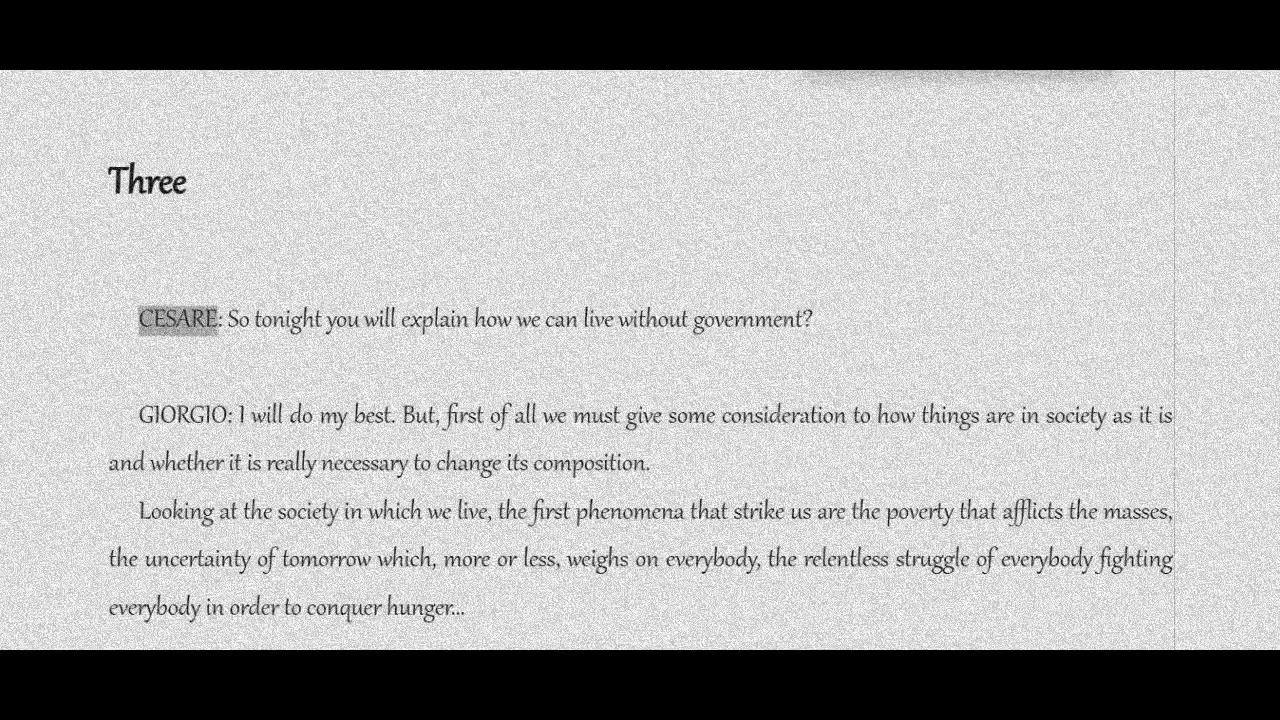 Three
CESARE: So tonight you will explain how we can live without government?
GIORGIO: I will do my best. But, first of all we must give some consideration to how things are in society as it is
and whether it is really necessary to change its composition.
Looking at the society in which we live, the first phenomena that strike us are the poverty that afflicts the masses,
the uncertainty of tomorrow which, more or less, weighs on everybody, the relentless struggle of everybody fighting
everybody in order to conquer hunger...